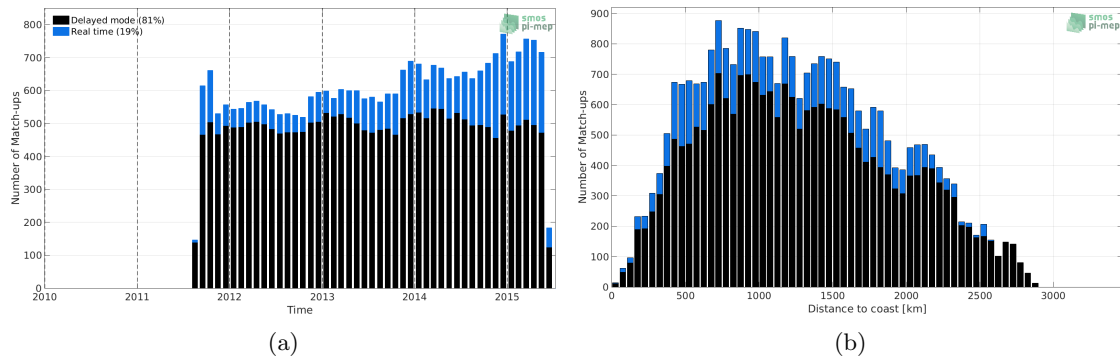 Delayed mode (81%)
Real time (19%)
smos
pi-mep
Number of Match-ups
800
700
600
500
400
300
200
100
0
2010
2011
2012
2013
2014
2015
Time
(a)
smos
pi-mep
Number of Match-ups
900
800
700
600
500
400
300
200
100
0
0
500
1000
1500
2000
2500
3000
Distance to coast [km]
(b)